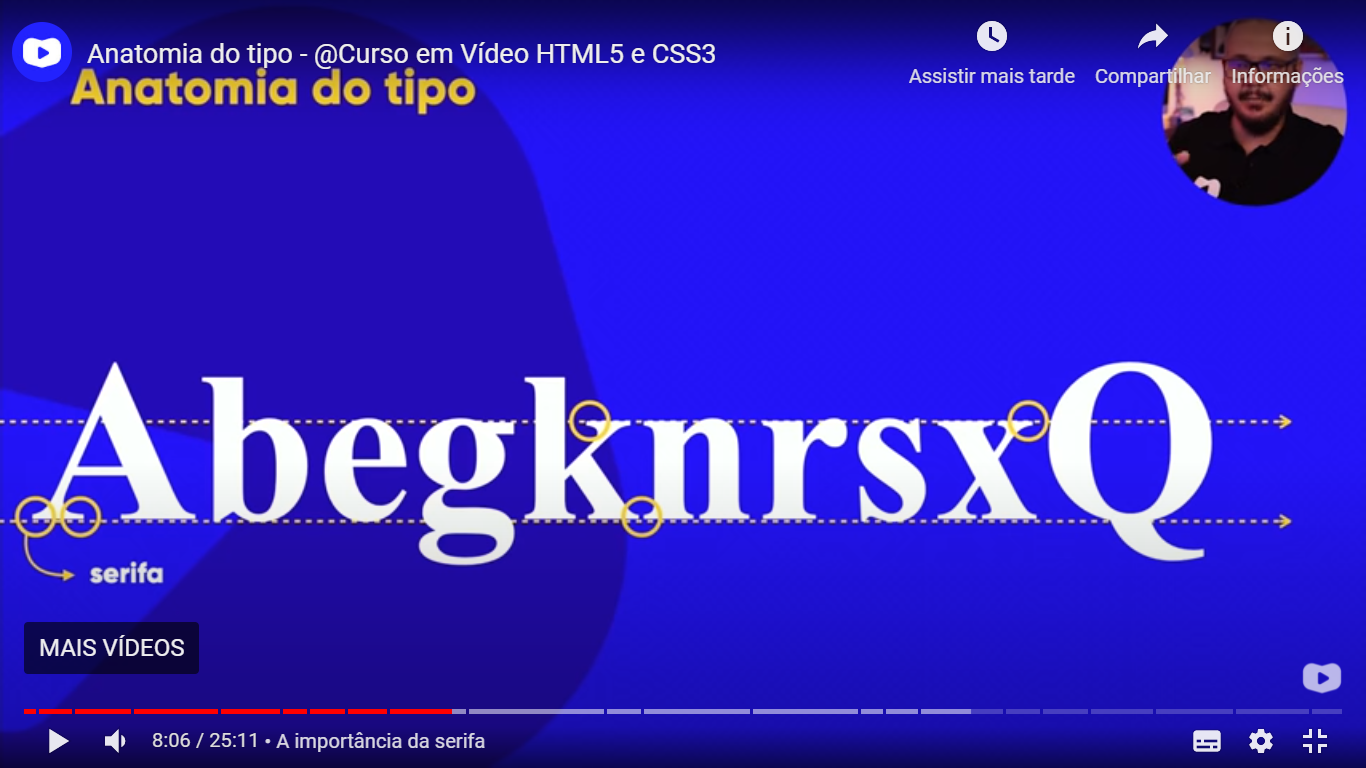 Anatomia do tipo - @Curso em Vídeo HTML5 e CSS3
Assistir mais tarde
Compartilhar
Informações
Anatomia do tipo
AbegknrsxQ
serifa
MAIS VÍDEOS
8:06 / 25:11 • A importância da serifa